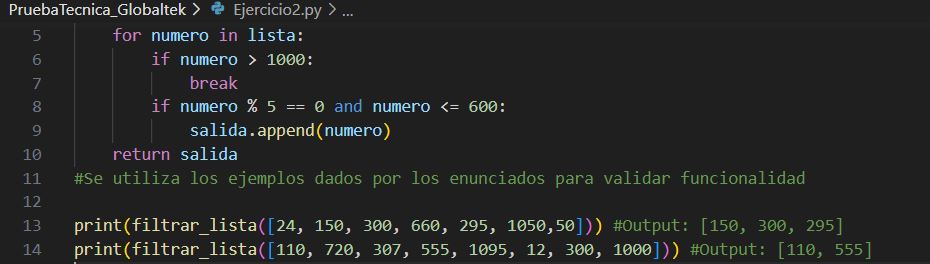 PruebaTecnica_Globaltek > Ejercicio2.py > ...
5 for numero in lista:
6 if numero > 1000:
7 break
8 if numero % 5 == 0 and numero <= 600:
9 salida.append(numero)
10 return salida
11 #Se utiliza los ejemplos dados por los enunciados para validar funcionalidad
12
13 print(filtrar_lista([24, 150, 300, 660, 295, 1050,50])) #Output: [150, 300, 295]
14 print(filtrar_lista([110, 720, 307, 555, 1095, 12, 300, 1000])) #Output: [110, 555]